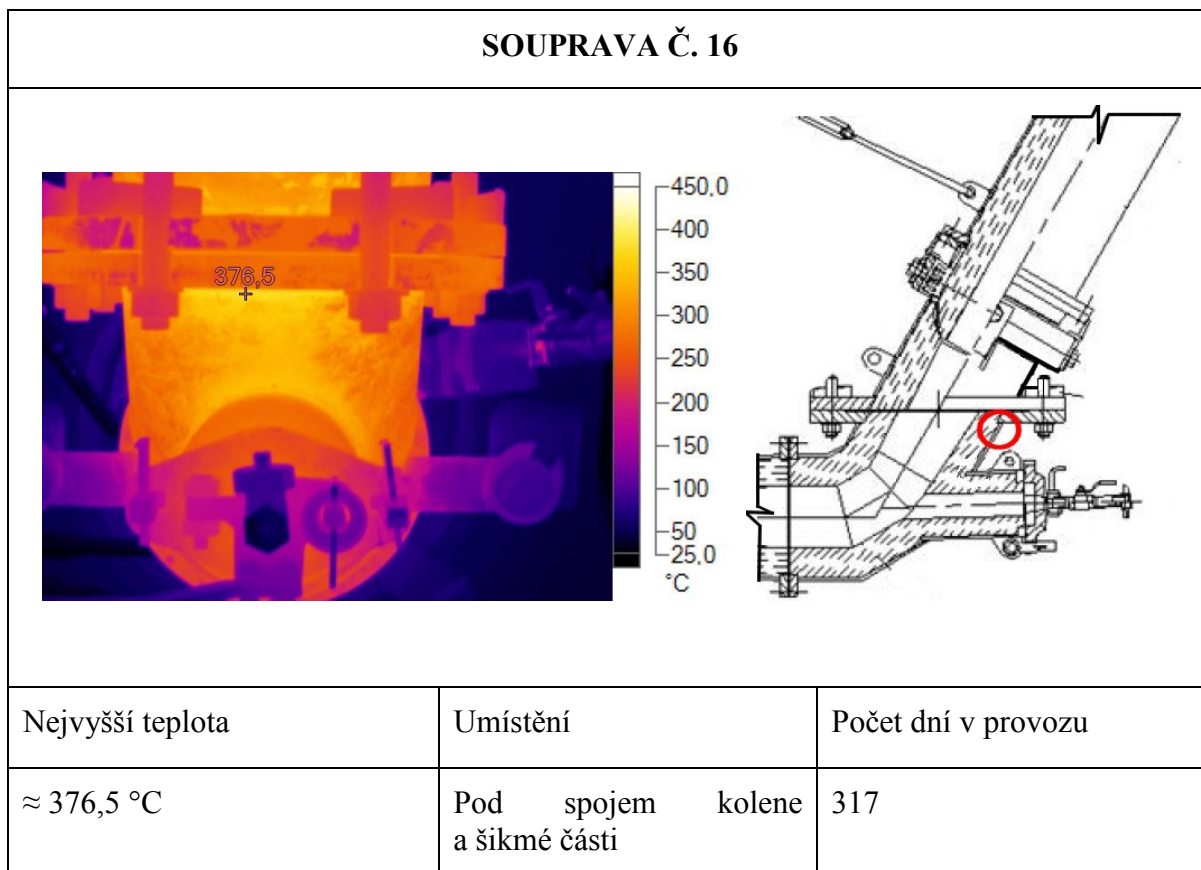 SOUPRAVA Č. 16
376,5
450,0
400
350
300
250
200
150
100
50
25,0
°C
Nejvyšší teplota
Umístění
Počet dní v provozu
≈ 376,5 °C
Pod spojem kolene
a šikmé části
317